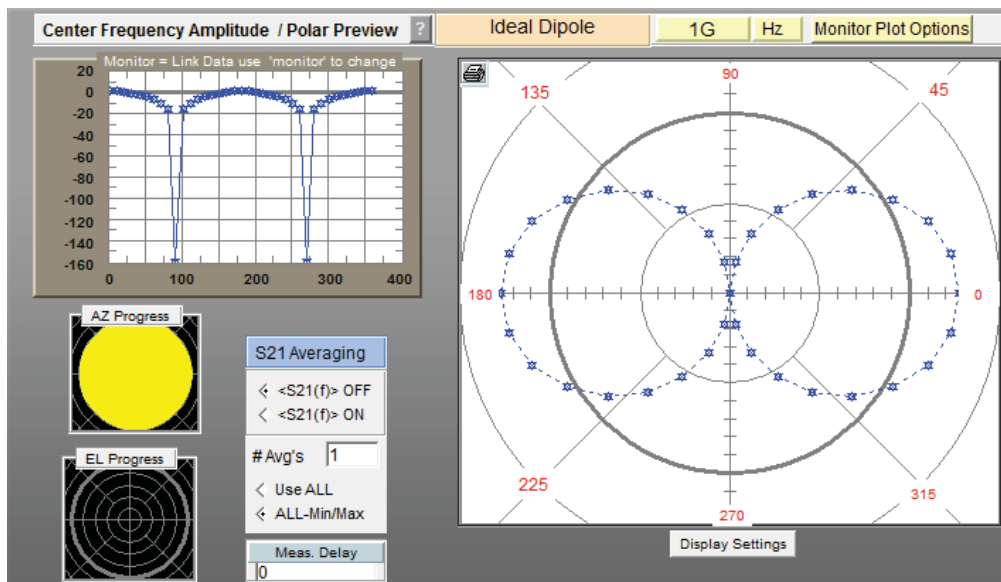 Center Frequency Amplitude / Polar Preview ?
Ideal Dipole
1G Hz
Monitor Plot Options
Monitor = Link Data use 'monitor' to change
20
0
-20
-40
-60
-80
-100
-120
-140
-160
0 100 200 300 400
90
135 45
180 0
225 315
270
AZ Progress
EL Progress
S21 Averaging
<S21(f)> OFF
<S21(f)> ON
# Avg's 1
Use ALL
ALL-Min/Max
Meas. Delay
0
Display Settings